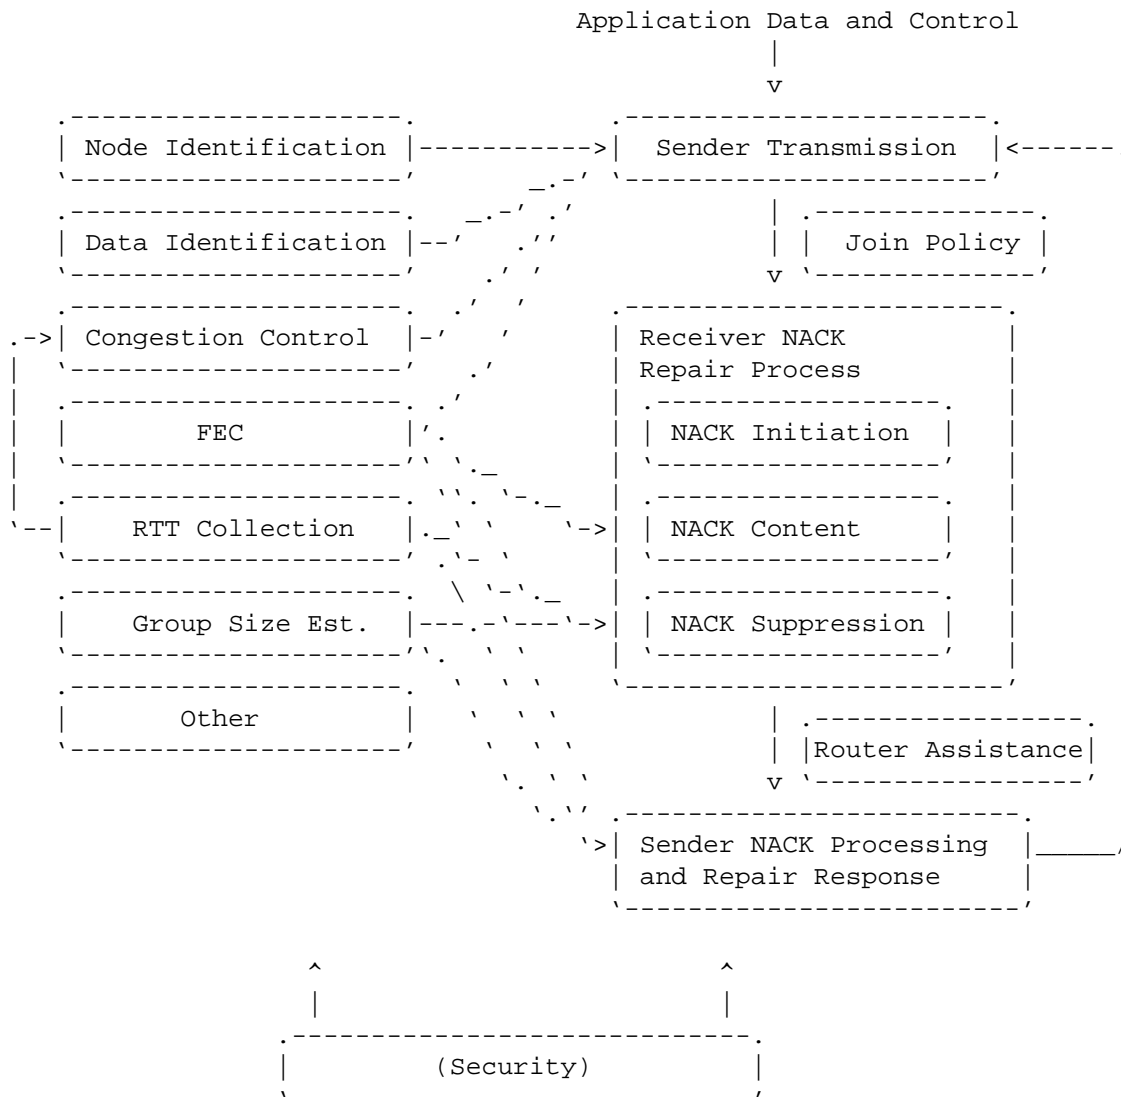 Application Data and Control
Node Identification
Sender Transmission
Data Identification
Join Policy
Congestion Control
Receiver NACK
Repair Process
FEC
NACK Initiation
RTT Collection
NACK Content
Group Size Est.
NACK Suppression
Other
Router Assistance
Sender NACK Processing
and Repair Response
(Security)